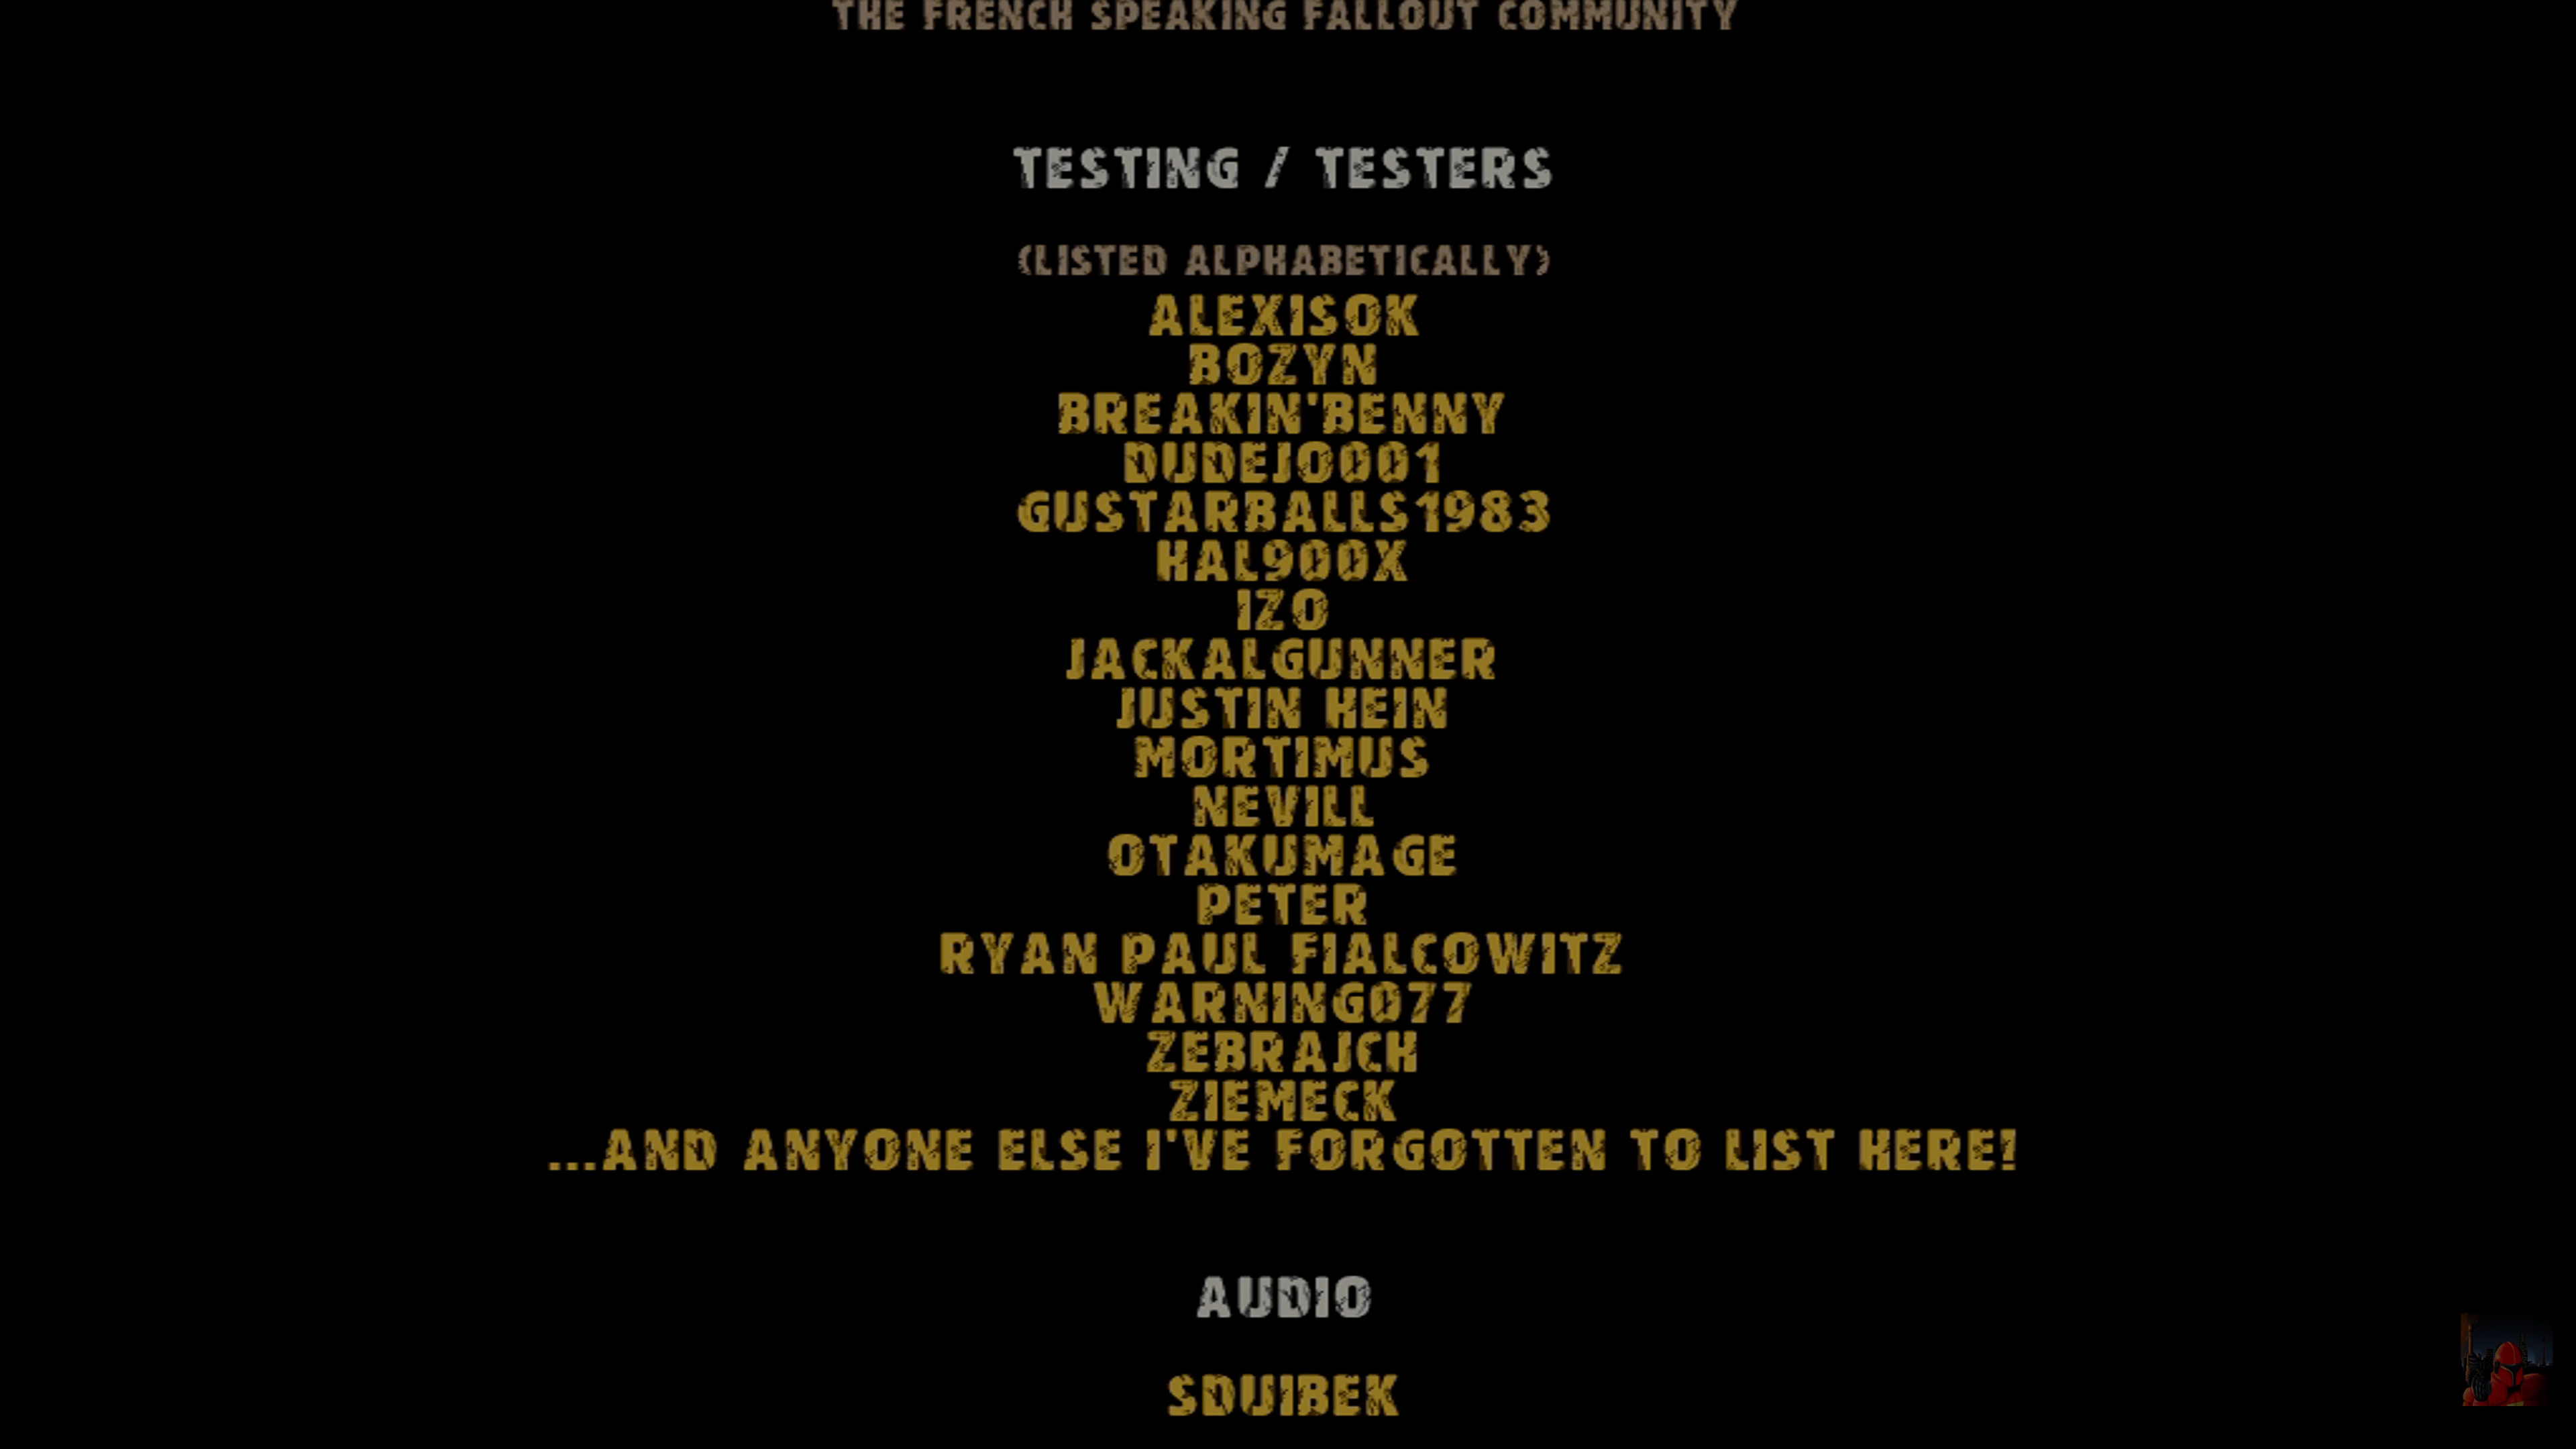 THE FRENCH SPEAKING FALLOUT COMMUNITY
TESTING / TESTERS
(LISTED ALPHABETICALLY)
ALEXISOK
BOZYN
BREAKIN'BENNY
DUDEJO001
GUSTARBALLS1983
HAL900X
IZO
JACKALGUNNER
JUSTIN HEIN
MORTIMUS
NEVILL
OTAKUMAGE
PETER
RYAN PAUL FIALCOWITZ
WARNING077
ZEBRAJCH
ZIEMECK
...AND ANYONE ELSE I'VE FORGOTTEN TO LIST HERE!
AUDIO
SDUIBEK